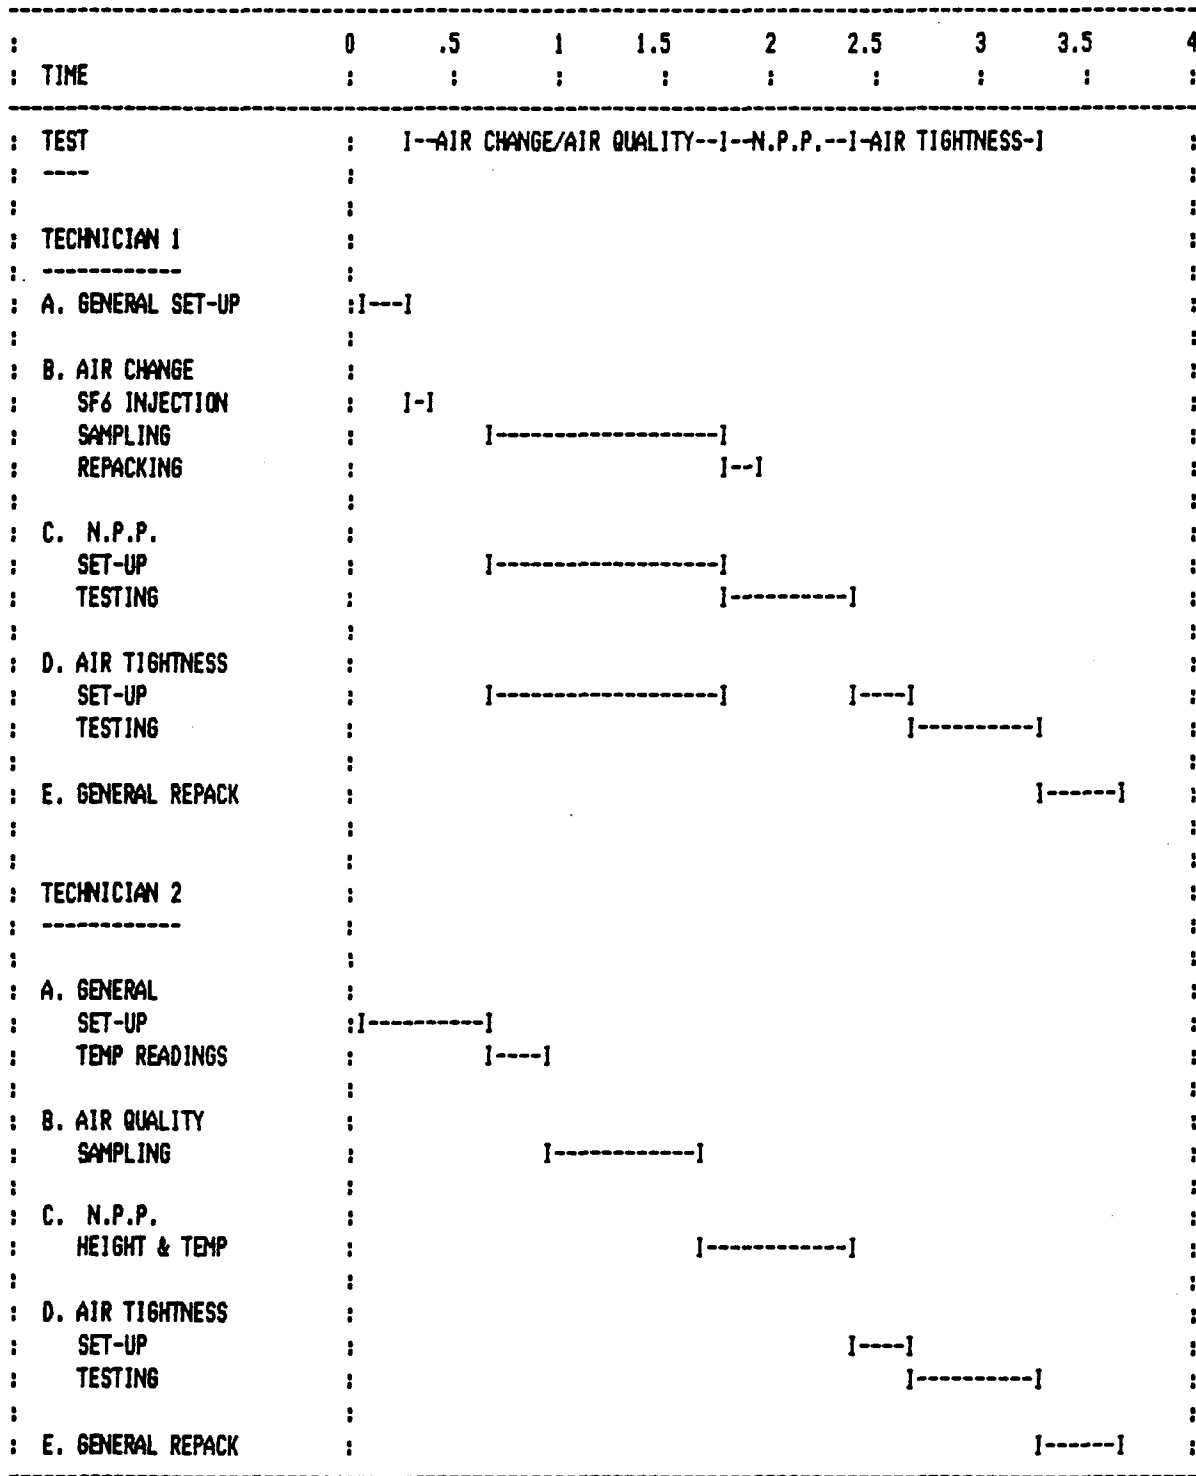 ------------------------------------------------------------
: 0 .5 1 1.5 2 2.5 3 3.5 4
: TIME : : : : : : : : :
------------------------------------------------------------
: TEST : I--AIR CHANGE/AIR QUALITY--I--N.P.P.--I-AIR TIGHTNESS-I :
: ---- : :
: : :
: TECHNICIAN 1 : :
: ------------ : :
: A. GENERAL SET-UP :I---I :
: : :
: B. AIR CHANGE : :
: SF6 INJECTION : I-I :
: SAMPLING : I-------------------I :
: REPACKING : I--I :
: : :
: C. N.P.P. : :
: SET-UP : I-------------------I :
: TESTING : I----------I :
: : :
: D. AIR TIGHTNESS : :
: SET-UP : I-------------------I I----I :
: TESTING : I----------I :
: : :
: E. GENERAL REPACK : I------I :
: : :
: : :
: TECHNICIAN 2 : :
: ------------ : :
: : :
: A. GENERAL : :
: SET-UP :I----------I :
: TEMP READINGS : I----I :
: : :
: B. AIR QUALITY : :
: SAMPLING : I------------I :
: : :
: C. N.P.P. : :
: HEIGHT & TEMP : I------------I :
: : :
: D. AIR TIGHTNESS : :
: SET-UP : I----I :
: TESTING : I----------I :
: : :
: E. GENERAL REPACK : I------I :
------------------------------------------------------------